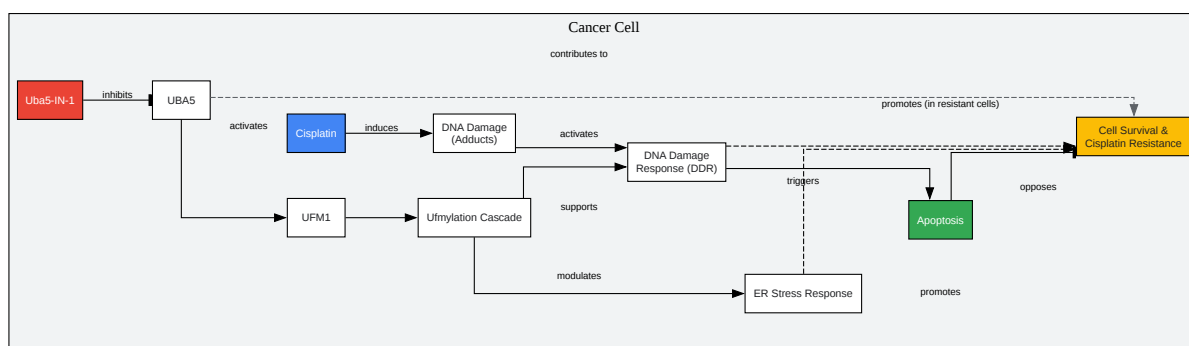 Cancer Cell
contributes to
Uba5-IN-1
inhibits
UBA5
promotes (in resistant cells)
activates
Cisplatin
induces
DNA Damage
(Adducts)
activates
Cell Survival &
Cisplatin Resistance
DNA Damage
Response (DDR)
triggers
opposes
UFM1
Ufmylation Cascade
supports
Apoptosis
modulates
ER Stress Response
promotes